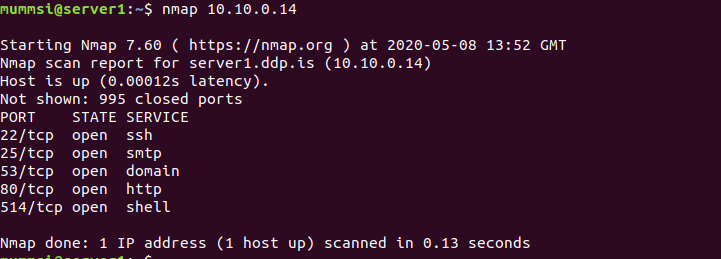 mummsi@server1:~$ nmap 10.10.0.14
Starting Nmap 7.60 ( https://nmap.org ) at 2020-05-08 13:52 GMT
Nmap scan report for server1.ddp.is (10.10.0.14)
Host is up (0.00012s latency).
Not shown: 995 closed ports
PORT    STATE SERVICE
22/tcp  open  ssh
25/tcp  open  smtp
53/tcp  open  domain
80/tcp  open  http
514/tcp open  shell
Nmap done: 1 IP address (1 host up) scanned in 0.13 seconds
mummsi@server1:~$